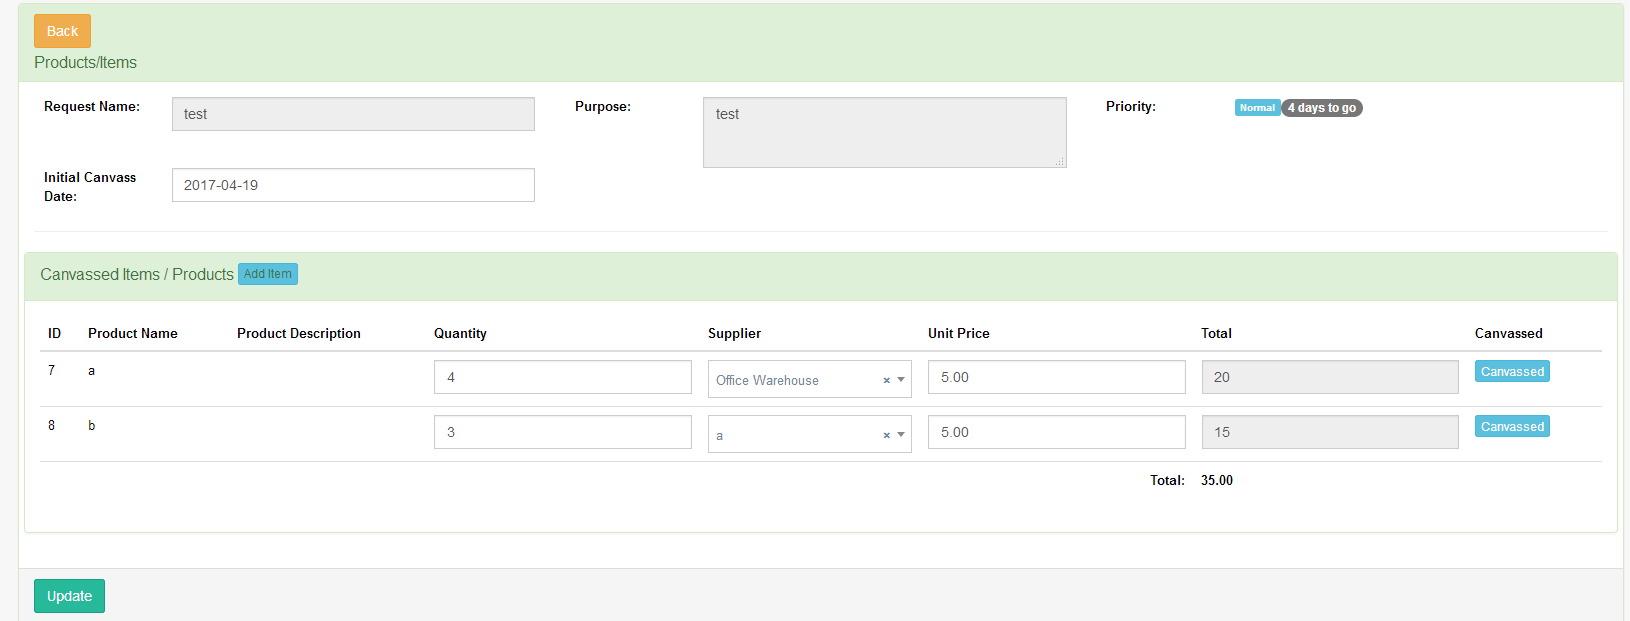 Back
Products/Items
Request Name: test Purpose: test Priority: Normal 4 days to go
Initial Canvass Date: 2017-04-19
Canvassed Items / Products Add Item
ID Product Name Product Description Quantity Supplier Unit Price Total Canvassed
7 a 4 Office Warehouse × 5.00 20 Canvassed
8 b 3 a × 5.00 15 Canvassed
Total: 35.00
Update